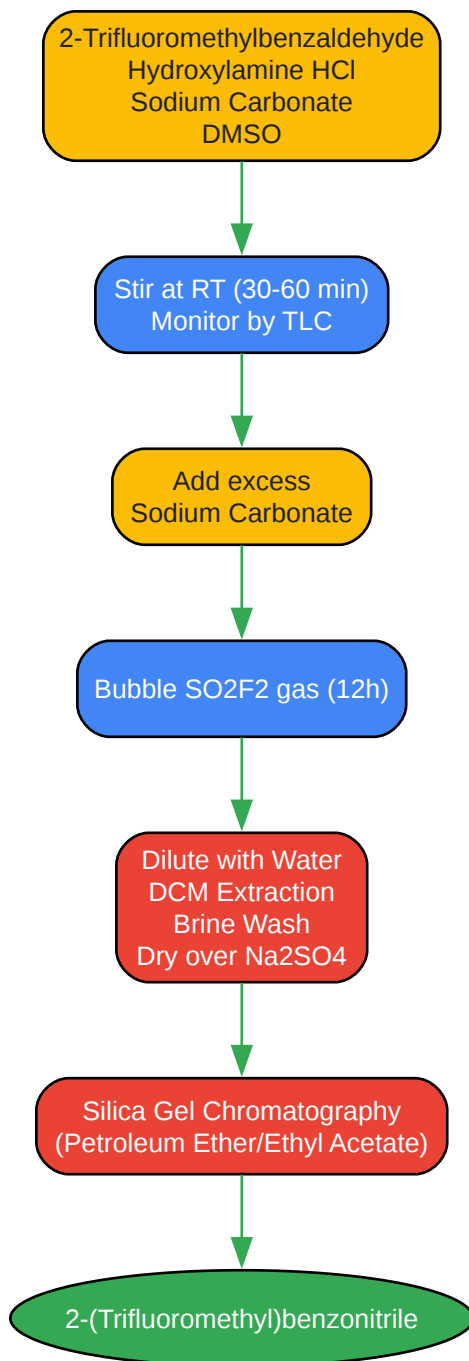 2-Trifluoromethylbenzaldehyde
Hydroxylamine HCl
Sodium Carbonate
DMSO
Stir at RT (30-60 min)
Monitor by TLC
Add excess
Sodium Carbonate
Bubble SO2F2 gas (12h)
Dilute with Water
DCM Extraction
Brine Wash
Dry over Na2SO4
Silica Gel Chromatography
(Petroleum Ether/Ethyl Acetate)
2-(Trifluoromethyl)benzonitrile